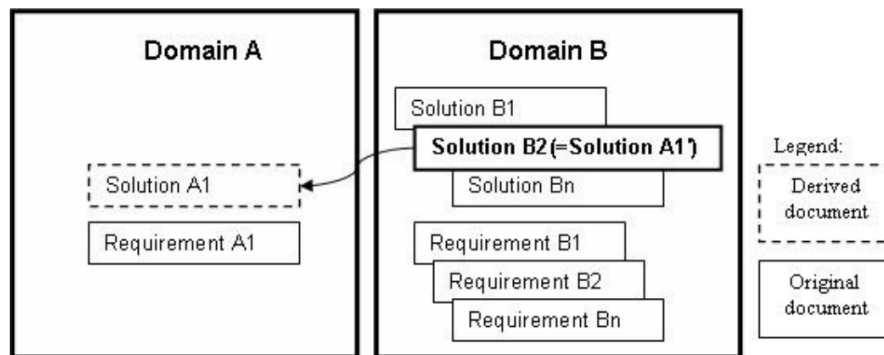 Domain A
Domain B
Solution B1
Solution B2(=Solution A1')
Solution A1
Solution Bn
Requirement A1
Requirement B1
Requirement B2
Requirement Bn
Legend:
Derived
document
Original
document